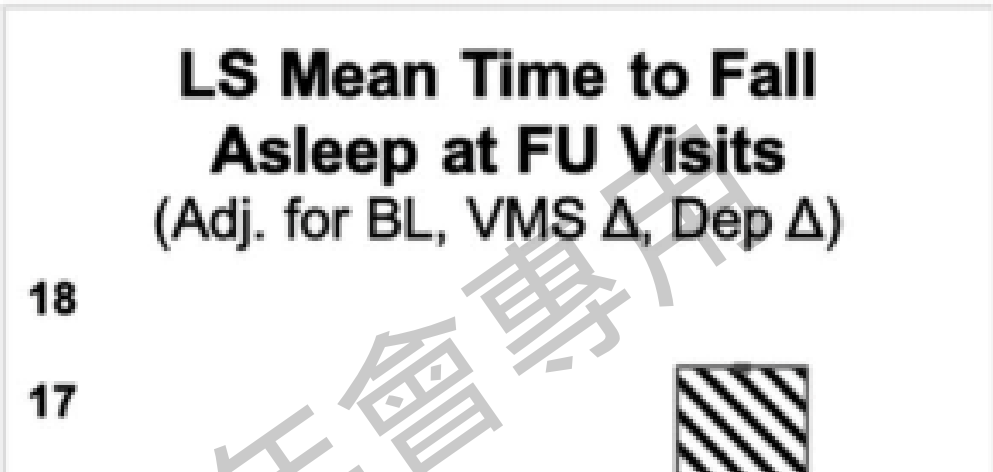 LS Mean Time to Fall
Asleep at FU Visits
(Adj. for BL, VMS Δ, Dep Δ)
18
17
年會專用